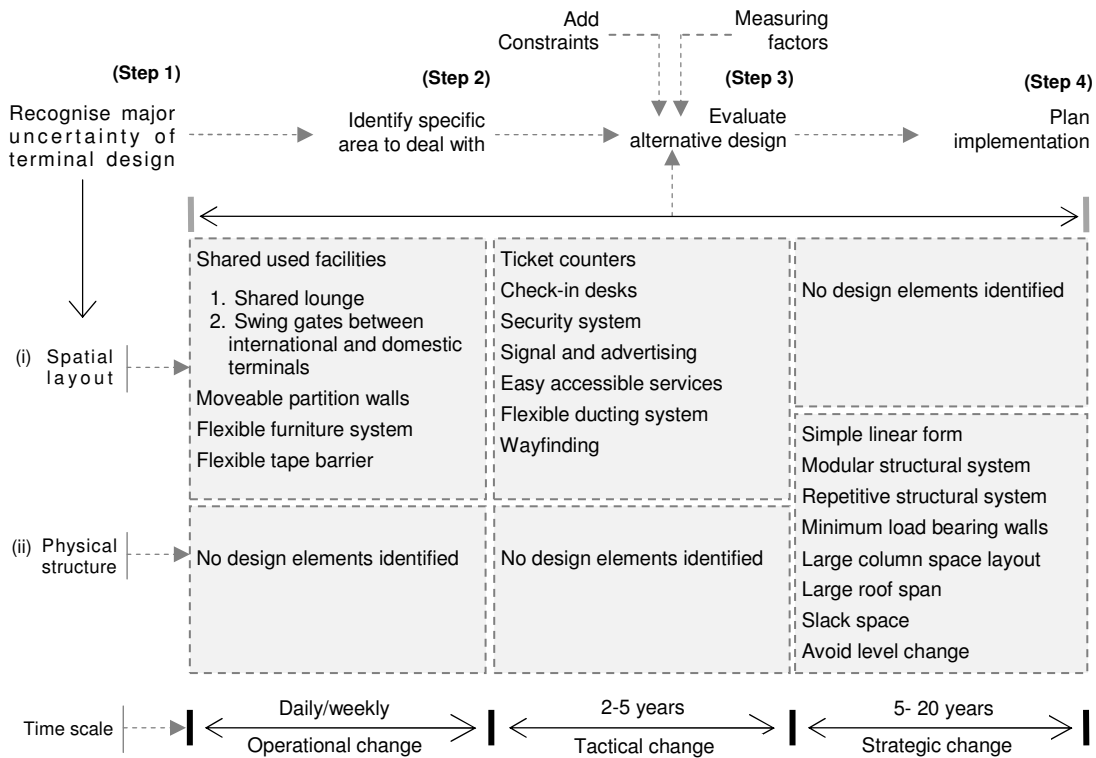 Add
Constraints
Measuring
factors
(Step 1)
(Step 2)
(Step 3)
(Step 4)
Recognise major
uncertainty of
terminal design
Identify specific
area to deal with
Evaluate
alternative design
Plan
implementation
Shared used facilities
1. Shared lounge
2. Swing gates between
international and domestic
terminals
Moveable partition walls
Flexible furniture system
Flexible tape barrier
Ticket counters
Check-in desks
Security system
Signal and advertising
Easy accessible services
Flexible ducting system
Wayfinding
No design elements identified
(i) Spatial
layout
Simple linear form
Modular structural system
Repetitive structural system
Minimum load bearing walls
Large column space layout
Large roof span
Slack space
Avoid level change
(ii) Physical
structure
No design elements identified
No design elements identified
Time scale
Daily/weekly
Operational change
2-5 years
Tactical change
5- 20 years
Strategic change